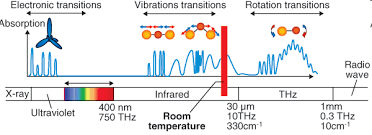 Electronic transitions Vibrations transitions Rotation transitions
Absorption
X-ray Ultraviolet Infrared THz Radio
wave
400 nm
750 THz
Room
temperature
30 µm
10THz
330cm-1
1mm
0.3 THz
10cm-1